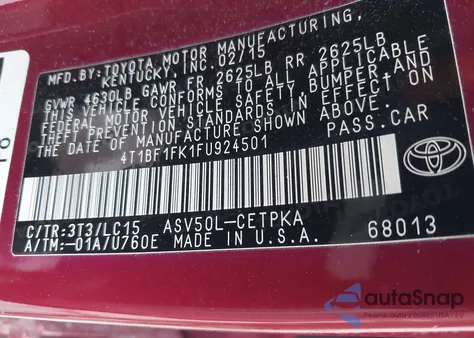 MFD.BY:TOYOTA MOTOR MANUFACTURING,
KENTUCKY, INC. 02/15
GVWR 4630LB GAWR FR 2625LB RR 2625LB
THIS VEHICLE CONFORMS TO ALL APPLICABLE
FEDERAL MOTOR VEHICLE SAFETY, BUMPER, AND
THEFT PREVENTION STANDARDS IN EFFECT ON
THE DATE OF MANUFACTURE SHOWN ABOVE.
4T1BF1FK1FU924501 PASS.CAR
C/TR:3T3/LC15 ASV50L-CETPKA
A/TM:-01A/U760E MADE IN U.S.A. 68013
autoSnap